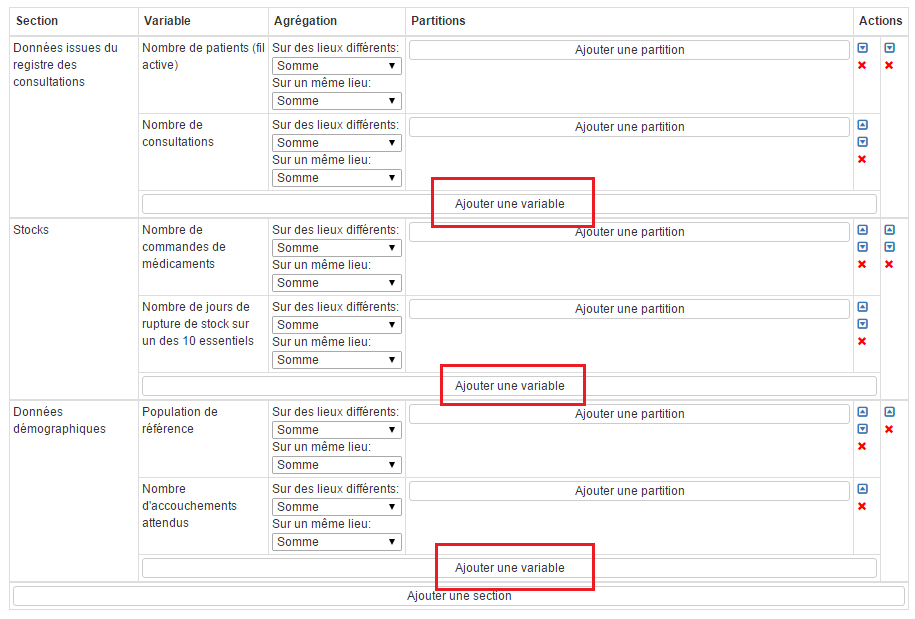 Section Variable Agrégation Partitions Actions
Données issues du
registre des
consultations
Nombre de patients (fil
active)
Sur des lieux différents:
Somme
Sur un même lieu:
Somme
Ajouter une partition
Nombre de
consultations
Sur des lieux différents:
Somme
Sur un même lieu:
Somme
Ajouter une partition
Ajouter une variable
Stocks
Nombre de
commandes de
médicaments
Sur des lieux différents:
Somme
Sur un même lieu:
Somme
Ajouter une partition
Nombre de jours de
rupture de stock sur
un des 10 essentiels
Sur des lieux différents:
Somme
Sur un même lieu:
Somme
Ajouter une partition
Ajouter une variable
Données
démographiques
Population de
référence
Sur des lieux différents:
Somme
Sur un même lieu:
Somme
Ajouter une partition
Nombre
d'accouchements
attendus
Sur des lieux différents:
Somme
Sur un même lieu:
Somme
Ajouter une partition
Ajouter une variable
Ajouter une section